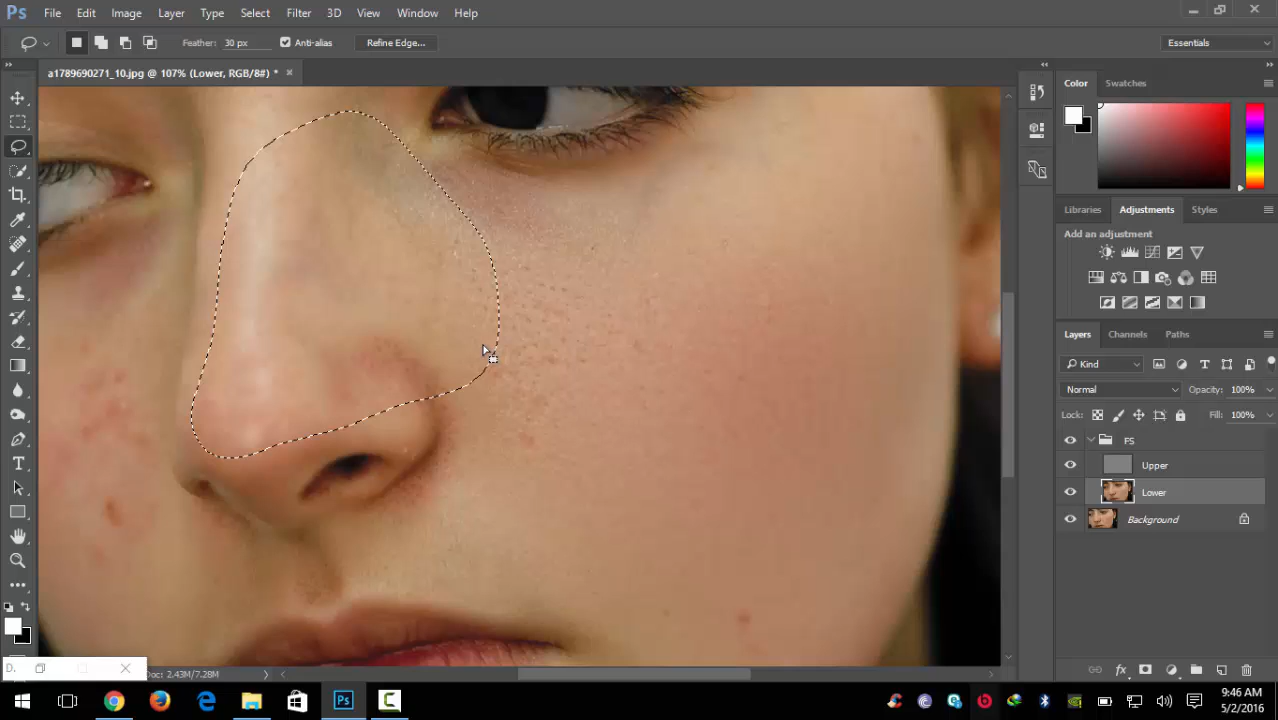 Ps File Edit Image Layer Type Select Filter 3D View Window Help
Feather: 30 px Anti-alias Refine Edge... Essentials
a1789690271_10.jpg @ 107% (Lower, RGB/8#) * ×
Color Swatches
Libraries Adjustments Styles
Add an adjustment
Layers Channels Paths
Kind
Normal Opacity: 100%
Lock: Fill: 100%
FS
Upper
Lower
Background
D.
Doc: 2.43M/7.28M
9:46 AM
5/2/2016